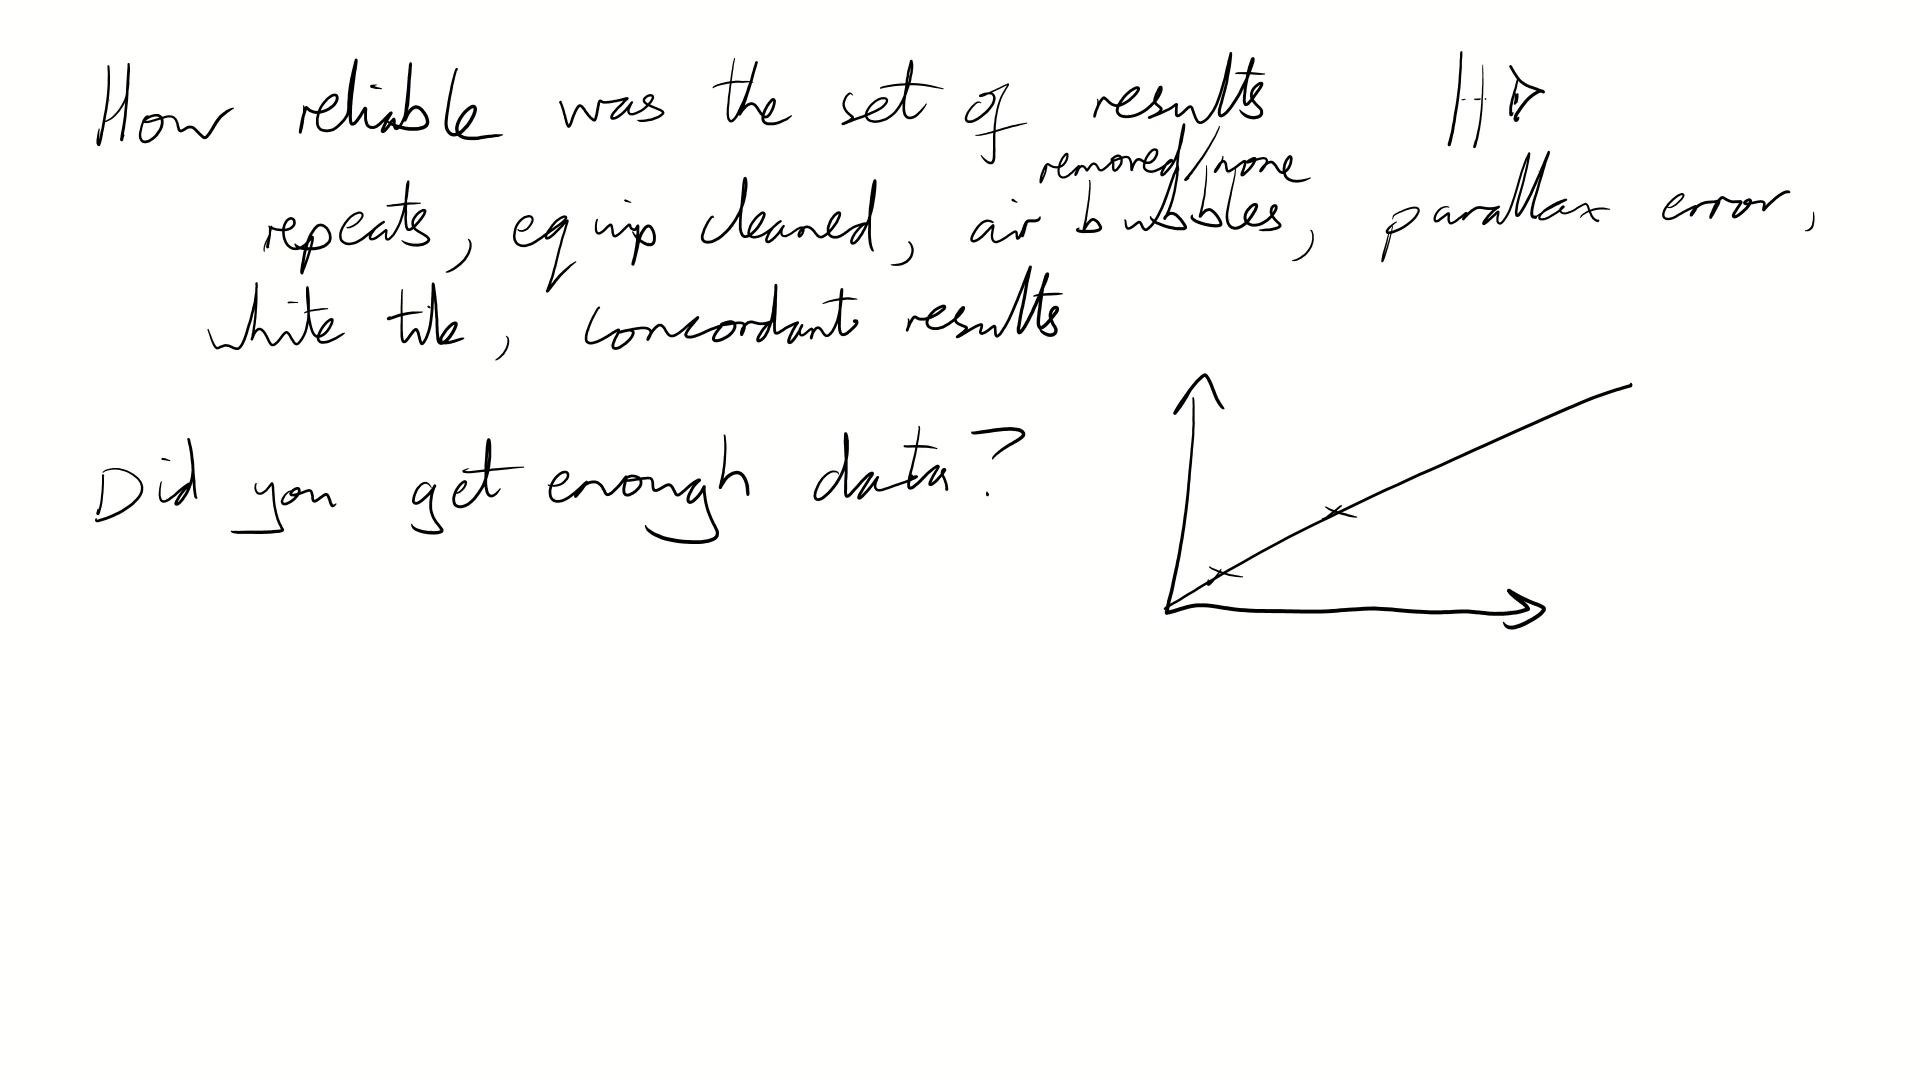 How reliable was the set of results
removed/none
repeats, equip cleaned, air bubbles, parallax error,
white tile, concordant results
Did you get enough data?